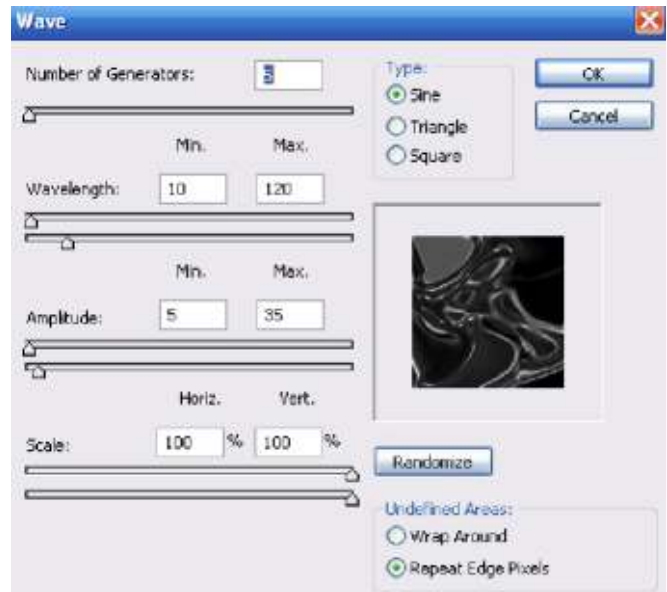 Wave
Number of Generators: 5
Min. Max.
Wavelength: 10 120
Min. Max.
Amplitude: 5 35
Horiz. Vert.
Scale: 100 % 100 %
Type:
Sine
Triangle
Square
OK
Cancel
Randomize
Undefined Areas:
Wrap Around
Repeat Edge Pixels